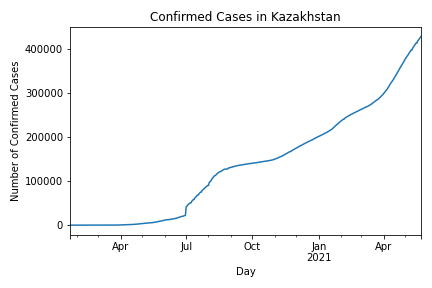 Confirmed Cases in Kazakhstan
400000
300000
200000
100000
0
Number of Confirmed Cases
Apr
Jul
Oct
Jan
2021
Apr
Day